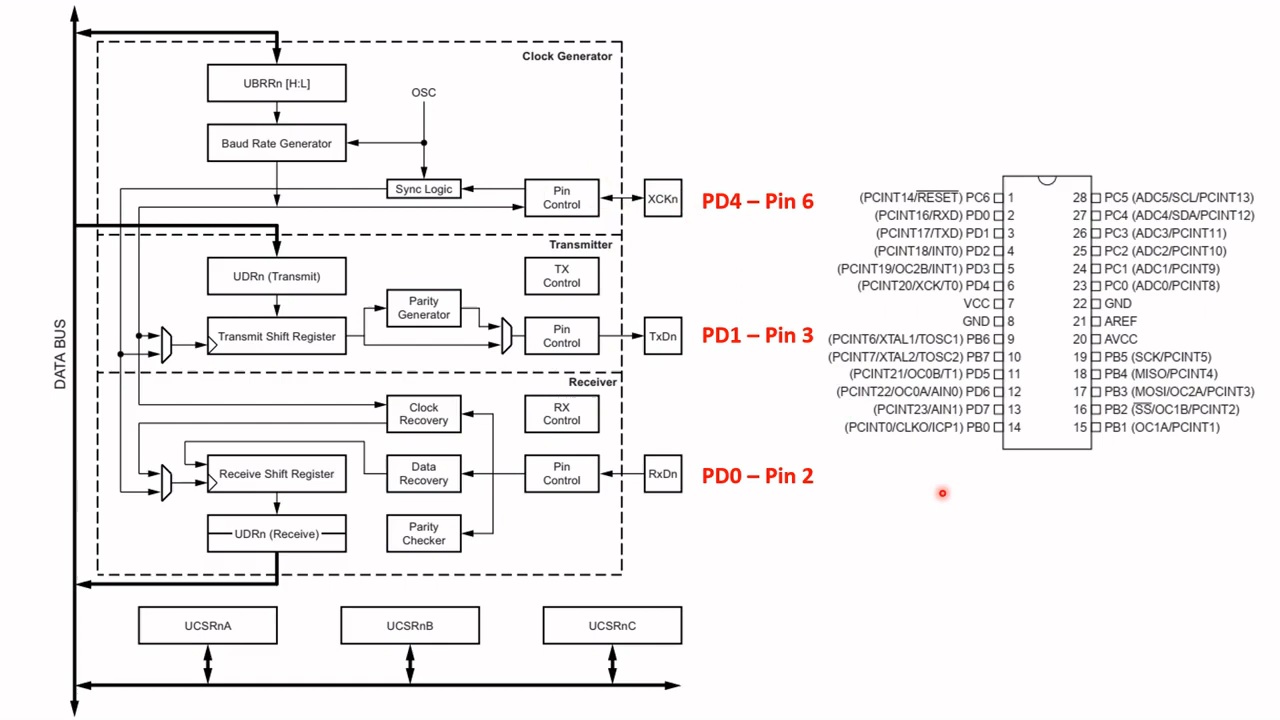 Clock Generator
UBRRn [H:L]
OSC
Baud Rate Generator
Sync Logic
Pin
Control
XCKn
PD4 – Pin 6
Transmitter
UDRn (Transmit)
TX
Control
Parity
Generator
Transmit Shift Register
Pin
Control
TxDn
PD1 – Pin 3
DATA BUS
Receiver
Clock
Recovery
RX
Control
Receive Shift Register
Data
Recovery
Pin
Control
RxDn
PD0 – Pin 2
UDRn (Receive)
Parity
Checker
UCSRnA
UCSRnB
UCSRnC
(PCINT14/RESET) PC6 1 28 PC5 (ADC5/SCL/PCINT13)
(PCINT16/RXD) PD0 2 27 PC4 (ADC4/SDA/PCINT12)
(PCINT17/TXD) PD1 3 26 PC3 (ADC3/PCINT11)
(PCINT18/INT0) PD2 4 25 PC2 (ADC2/PCINT10)
(PCINT19/OC2B/INT1) PD3 5 24 PC1 (ADC1/PCINT9)
(PCINT20/XCK/T0) PD4 6 23 PC0 (ADC0/PCINT8)
VCC 7 22 GND
GND 8 21 AREF
(PCINT6/XTAL1/TOSC1) PB6 9 20 AVCC
(PCINT7/XTAL2/TOSC2) PB7 10 19 PB5 (SCK/PCINT5)
(PCINT21/OC0B/T1) PD5 11 18 PB4 (MISO/PCINT4)
(PCINT22/OC0A/AIN0) PD6 12 17 PB3 (MOSI/OC2A/PCINT3)
(PCINT23/AIN1) PD7 13 16 PB2 (SS/OC1B/PCINT2)
(PCINT0/CLKO/ICP1) PB0 14 15 PB1 (OC1A/PCINT1)